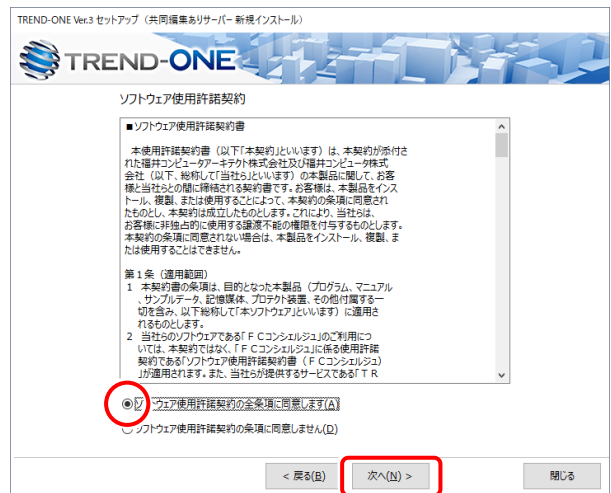 TREND-ONE Ver.3 セットアップ（共同編集ありサーバー 新規インストール）
TREND-ONE
ソフトウェア使用許諾契約
■ソフトウェア使用許諾契約書
本使用許諾契約書（以下「本契約」といいます）は、本契約が添付さ
れた福井コンピュータアーキテクト株式会社及び福井コンピュータ株式
会社（以下、総称して「当社ら」といいます）の本製品に関して、お客
様と当社らとの間に締結される契約書です。お客様は、本製品をインス
トール、複製、または使用することによって、本契約の条項に同意され
たものとし、本契約は成立したものとします。これにより、当社らは、
お客様に非独占的に使用する譲渡不能の権限を付与するものとします。
本契約の条項に同意されない場合は、本製品をインストール、複製、ま
たは使用することはできません。
第１条（適用範囲）
1 本契約書の条項は、目的となった本製品（プログラム、マニュアル
、サンプルデータ、記憶媒体、プロテクト装置、その他付属する一
切を含み、以下総称して「本ソフトウェア」といいます）に適用さ
れるものとします。
2 当社らのソフトウェアである「ＦＣコンシェルジュ」のご利用につ
いては、本契約ではなく、「ＦＣコンシェルジュ」に係る使用許諾
契約である「ソフトウェア使用許諾契約書（ＦＣコンシェルジュ）
」が適用されます。また、当社らが提供するサービスである「ＴＲ
ソフトウェア使用許諾契約の全条項に同意します(A)
ソフトウェア使用許諾契約の条項に同意しません(D)
< 戻る(B)
次へ(N) >
閉じる